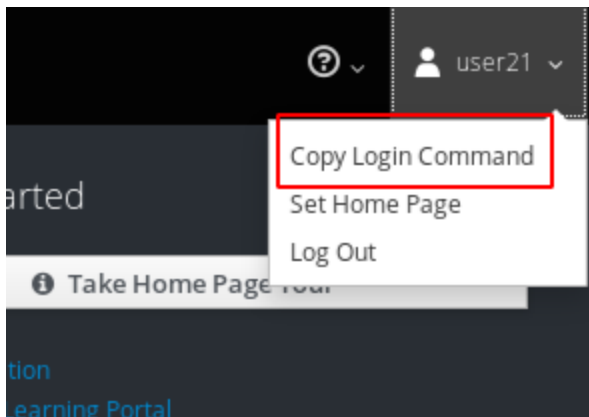 user21
Copy Login Command
arted
Set Home Page
Log Out
Take Home Page Tour
tion
earning Portal